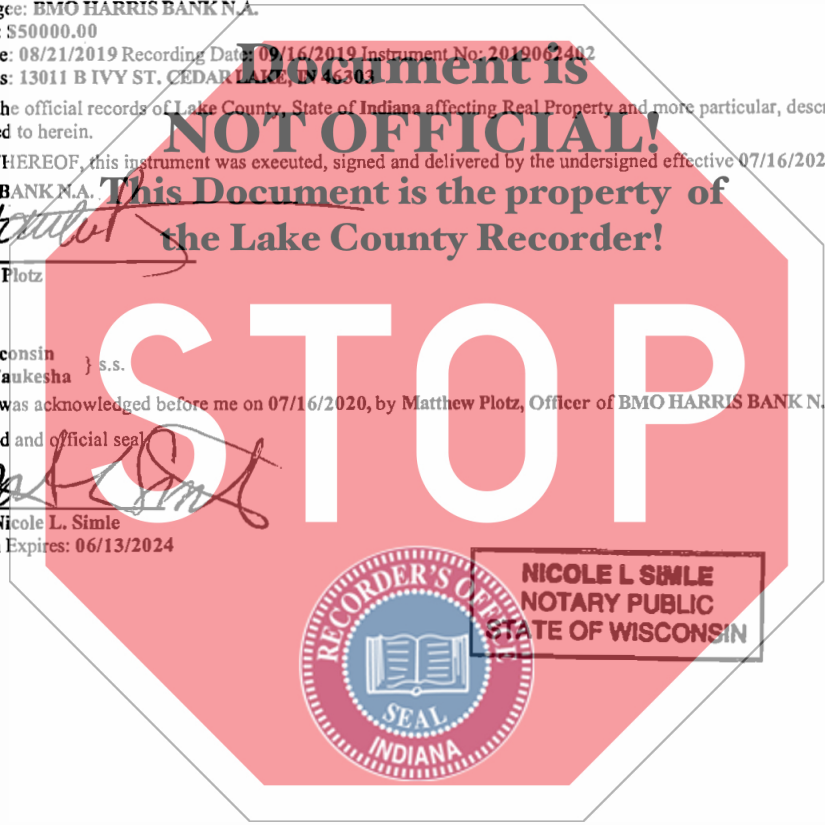 gee: BMO HARRIS BANK N.A.
: $50000.00
e: 08/21/2019 Recording Date: 09/16/2019 Instrument No: 2019062402
s: 13011 B IVY ST. CEDAR LAKE, IN 46303
Document is
he official records of Lake County, State of Indiana affecting Real Property and more particular, descr
ed to herein.
NOT OFFICIAL!
HEREOF, this instrument was executed, signed and delivered by the undersigned effective 07/16/202
BANK N.A.
This Document is the property of
the Lake County Recorder!
Plotz
STOP
consin
aukesha } s.s.
was acknowledged before me on 07/16/2020, by Matthew Plotz, Officer of BMO HARRIS BANK N.
d and official seal
Nicole L. Simle
Expires: 06/13/2024
NICOLE L SIMLE
NOTARY PUBLIC
STATE OF WISCONSIN
RECORDER'S OFFICE
SEAL
INDIANA